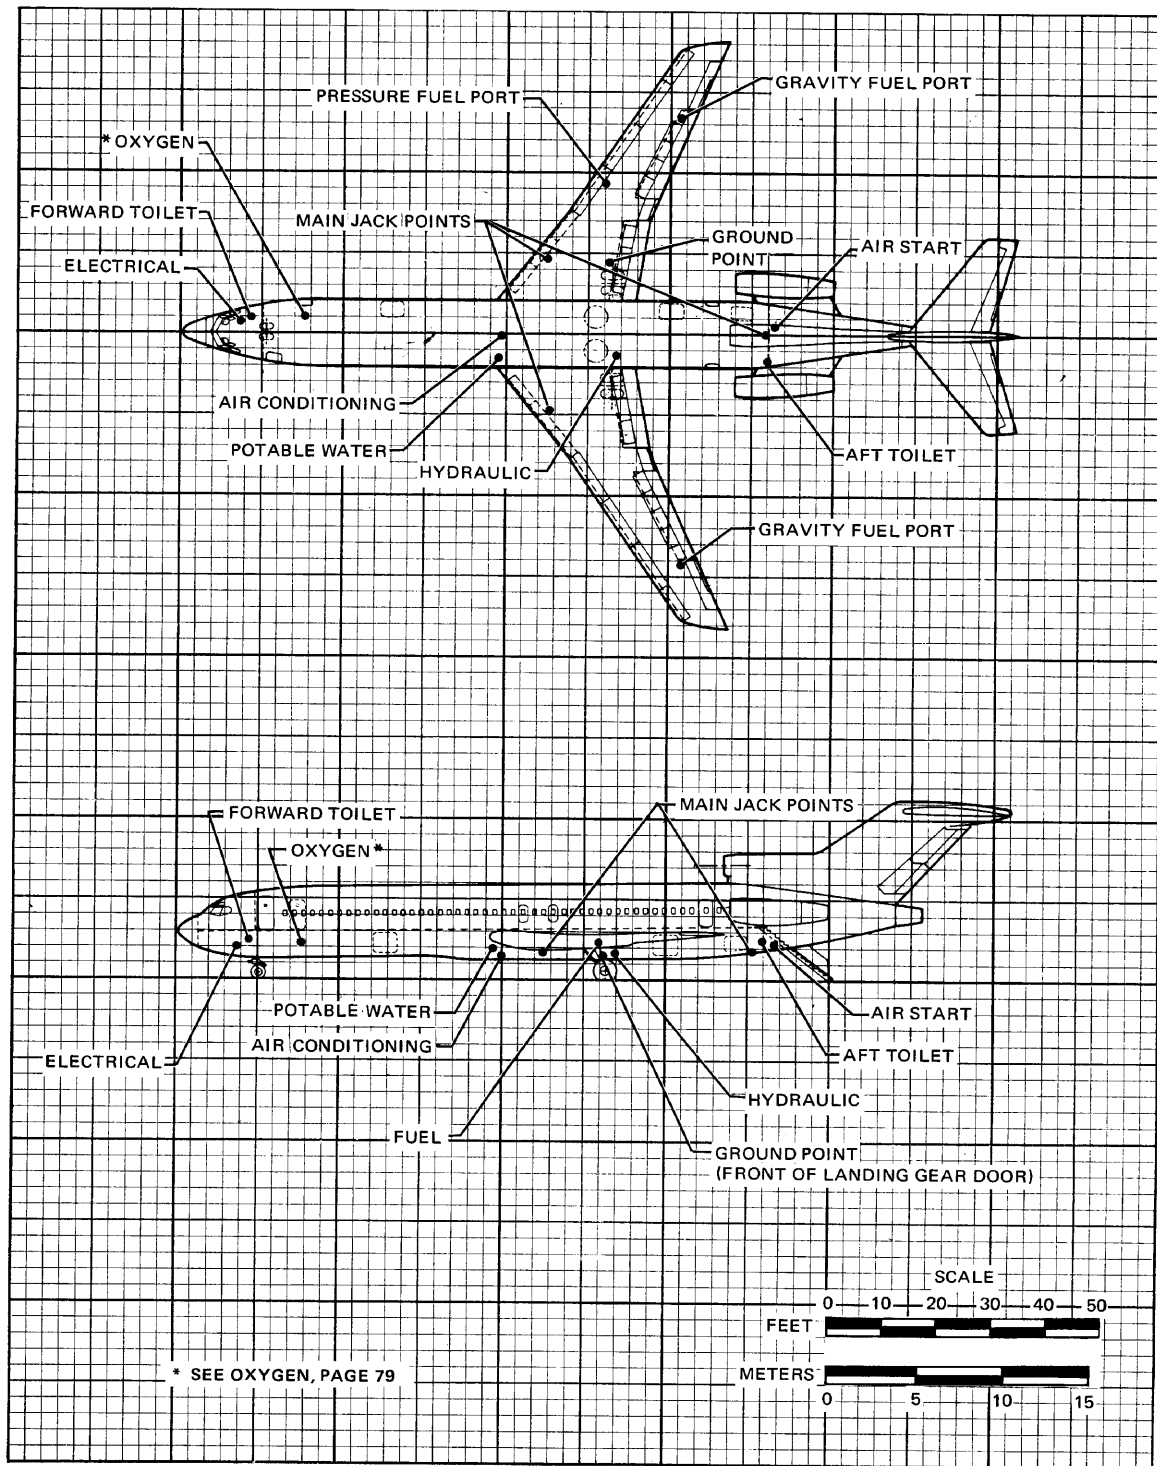 PRESSURE FUEL PORT
GRAVITY FUEL PORT
* OXYGEN
FORWARD TOILET
MAIN JACK POINTS
GROUND
POINT
AIR START
ELECTRICAL
AIR CONDITIONING
POTABLE WATER
HYDRAULIC
AFT TOILET
GRAVITY FUEL PORT
FORWARD TOILET
MAIN JACK POINTS
OXYGEN *
POTABLE WATER
AIR START
AIR CONDITIONING
ELECTRICAL
AFT TOILET
HYDRAULIC
FUEL
GROUND POINT
(FRONT OF LANDING GEAR DOOR)
SCALE
0 10 20 30 40 50
FEET
METERS
0 5 10 15
* SEE OXYGEN, PAGE 79